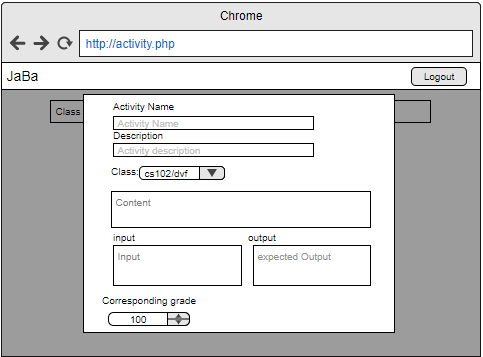 Chrome
http://activity.php
JaBa
Logout
Class
Activity Name
Activity Name
Description
Activity description
Class: cs102/dvf
Content
input output
Input expected Output
Corresponding grade
100